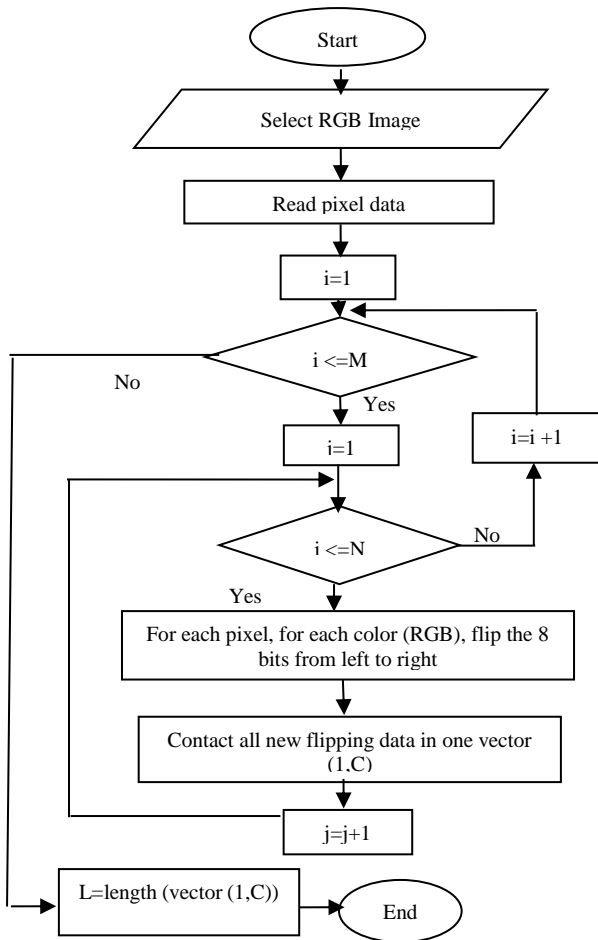 Start
Select RGB Image
Read pixel data
i=1
i <=M
No
Yes
j=1
i=i +1
j <=N
No
Yes
For each pixel, for each color (RGB), flip the 8
bits from left to right
Contact all new flipping data in one vector
(1,C)
j=j+1
L=length (vector (1,C))
End